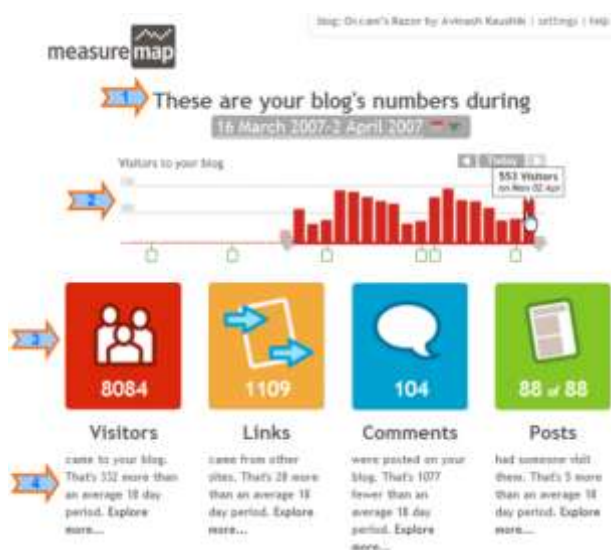 blog: Occam's Razor by Avinash Kaushik | settings | help
measure map
1 These are your blog's numbers during
16 March 2007-2 April 2007
Visitors to your blog
Today
553 Visitors
on Mon 02 Apr
2
3
8084
1109
104
88 of 88
Visitors
Links
Comments
Posts
4
came to your blog.
That's 332 more than
an average 18 day
period. Explore
more...
came from other
sites. That's 28 more
than an average 18
day period. Explore
more...
were posted on your
blog. That's 1077
fewer than an
average 18 day
period. Explore
more...
had someone visit
them. That's 5 more
than an average 18
day period. Explore
more...